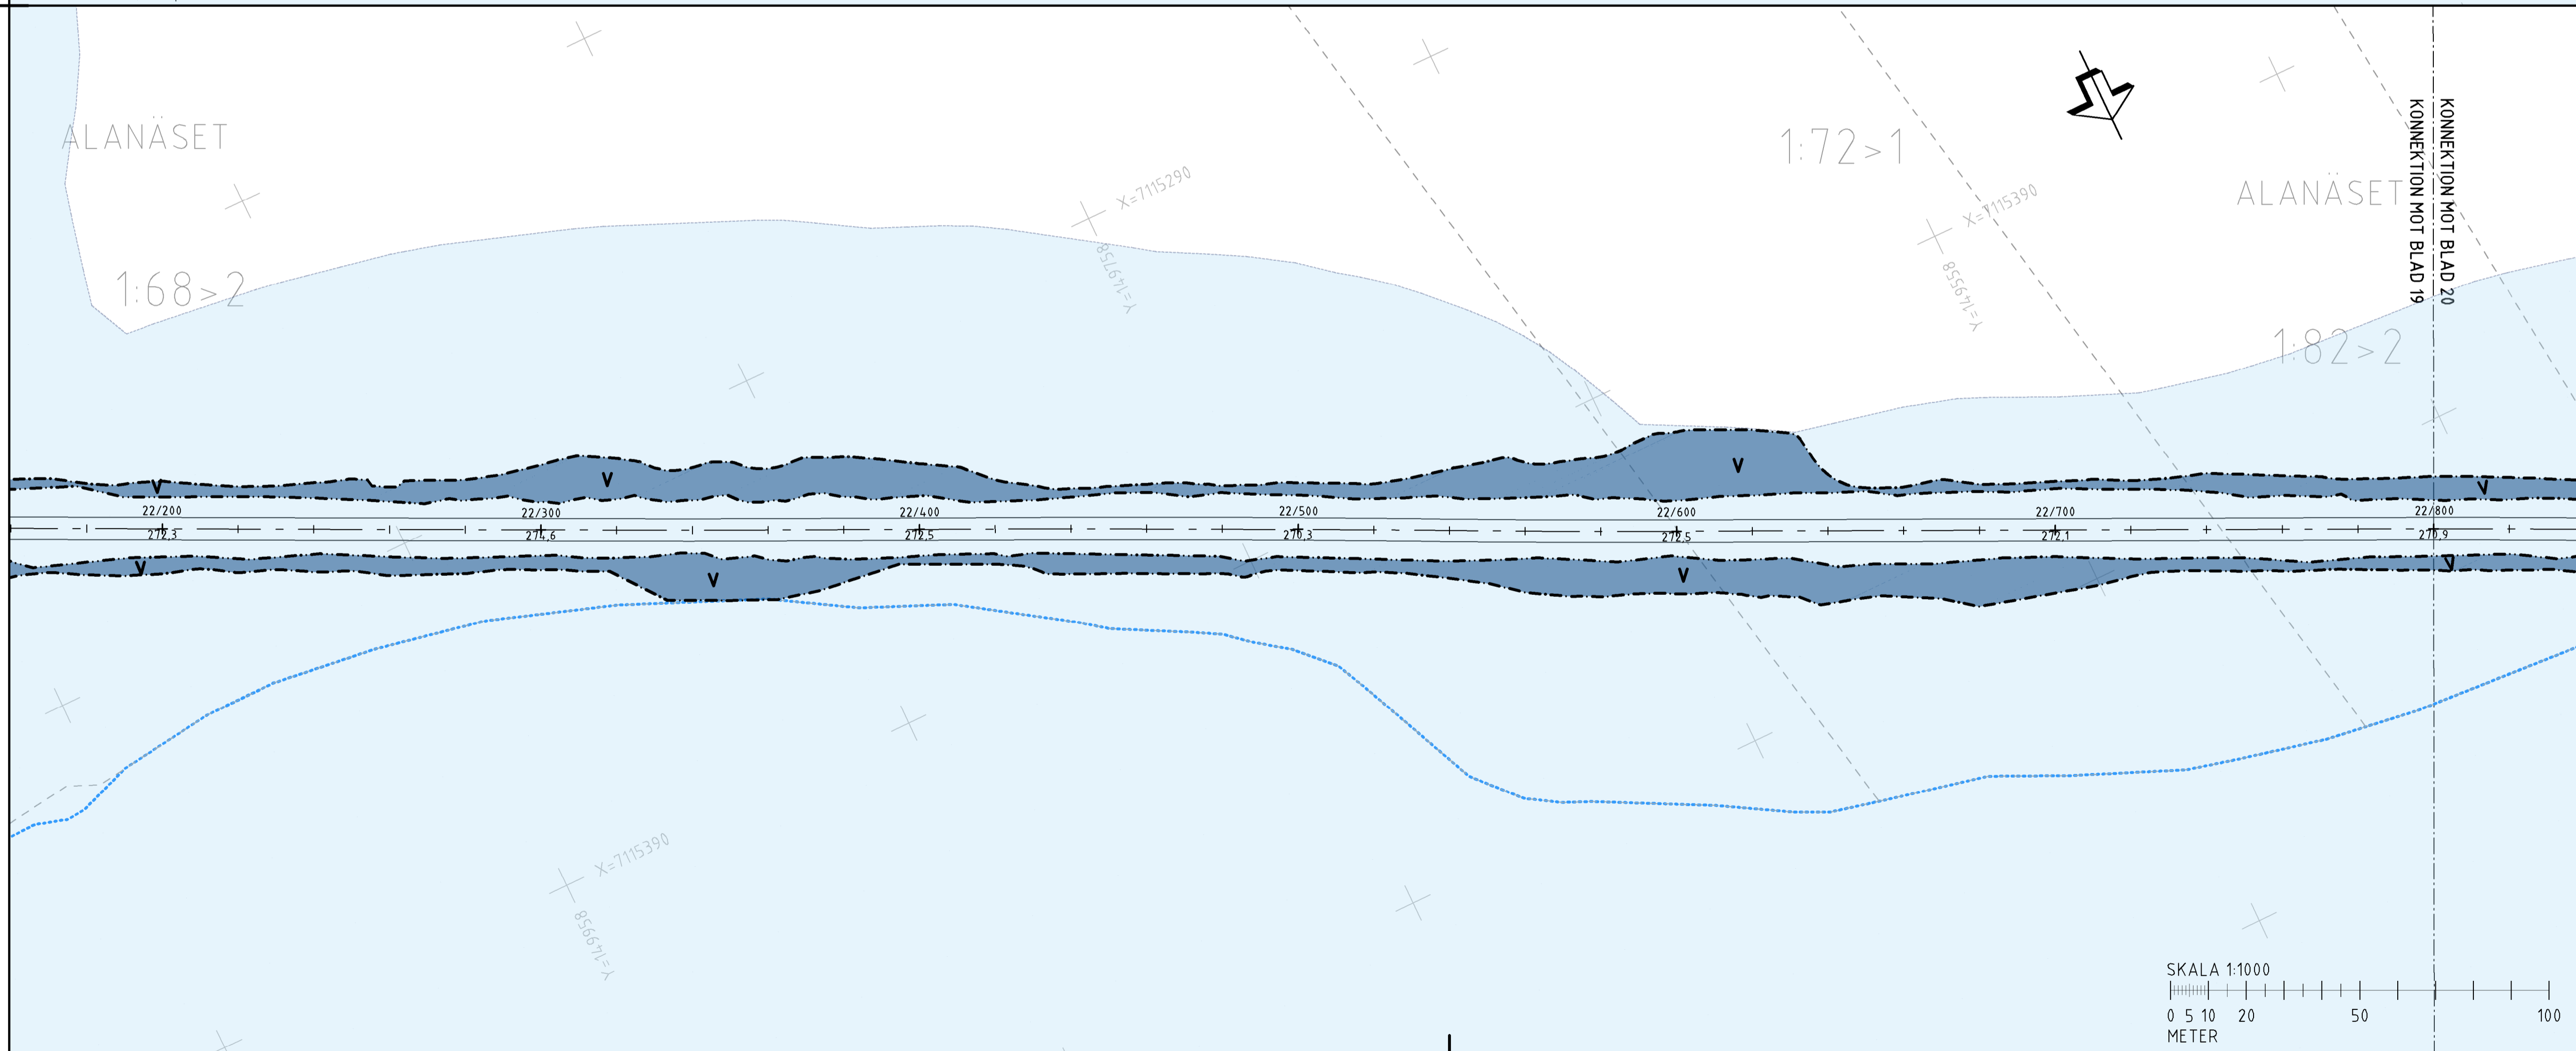 ALANÄSET
1:68>2
X=7115290
Y=149758
1:72>1
X=7115390
Y=149558
ALANÄSET
1:82>2
KONNEKTION MOT BLAD 19
KONNEKTION MOT BLAD 20
V
V
V
V
22/200
22/300
22/400
22/500
22/600
22/700
22/800
272,3
274,6
272,5
270,3
272,5
272,1
270,9
V
V
V
V
X=7115390
Y=149958
SKALA 1:1000
0 5 10 20 50 100
METER